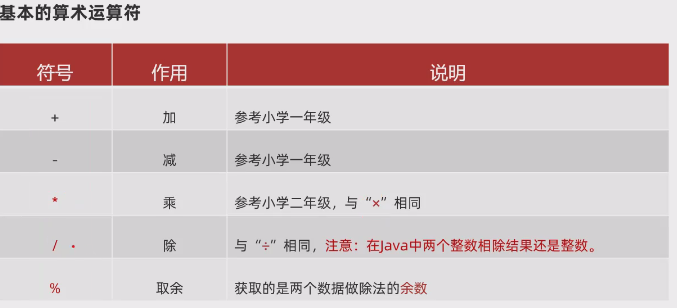 基本的算术运算符
符号 作用 说明
+ 加 参考小学一年级
- 减 参考小学一年级
* 乘 参考小学二年级，与“×”相同
/ 除 与“÷”相同，注意：在Java中两个整数相除结果还是整数。
% 取余 获取的是两个数据做除法的余数